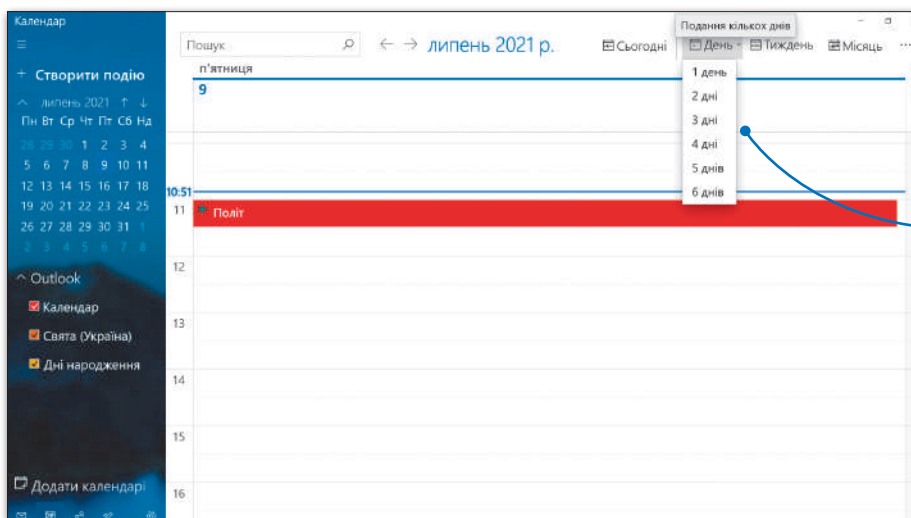 Календар
Подання кількох днів
Пошук
← → липень 2021 р.
Сьогодні
День
Тиждень
Місяць
...
+ Створити подію
п'ятниця
9
1 день
2 дні
3 дні
4 дні
5 днів
6 днів
липень 2021 ↑ ↓
Пн Вт Ср Чт Пт Сб Нд
28 29 30 1 2 3 4
5 6 7 8 9 10 11
12 13 14 15 16 17 18
19 20 21 22 23 24 25
26 27 28 29 30 31 1
2 3 4 5 6 7 8
10:51
11 Політ
12
13
14
15
16
Outlook
Календар
Свята (Україна)
Дні народження
Додати календарі